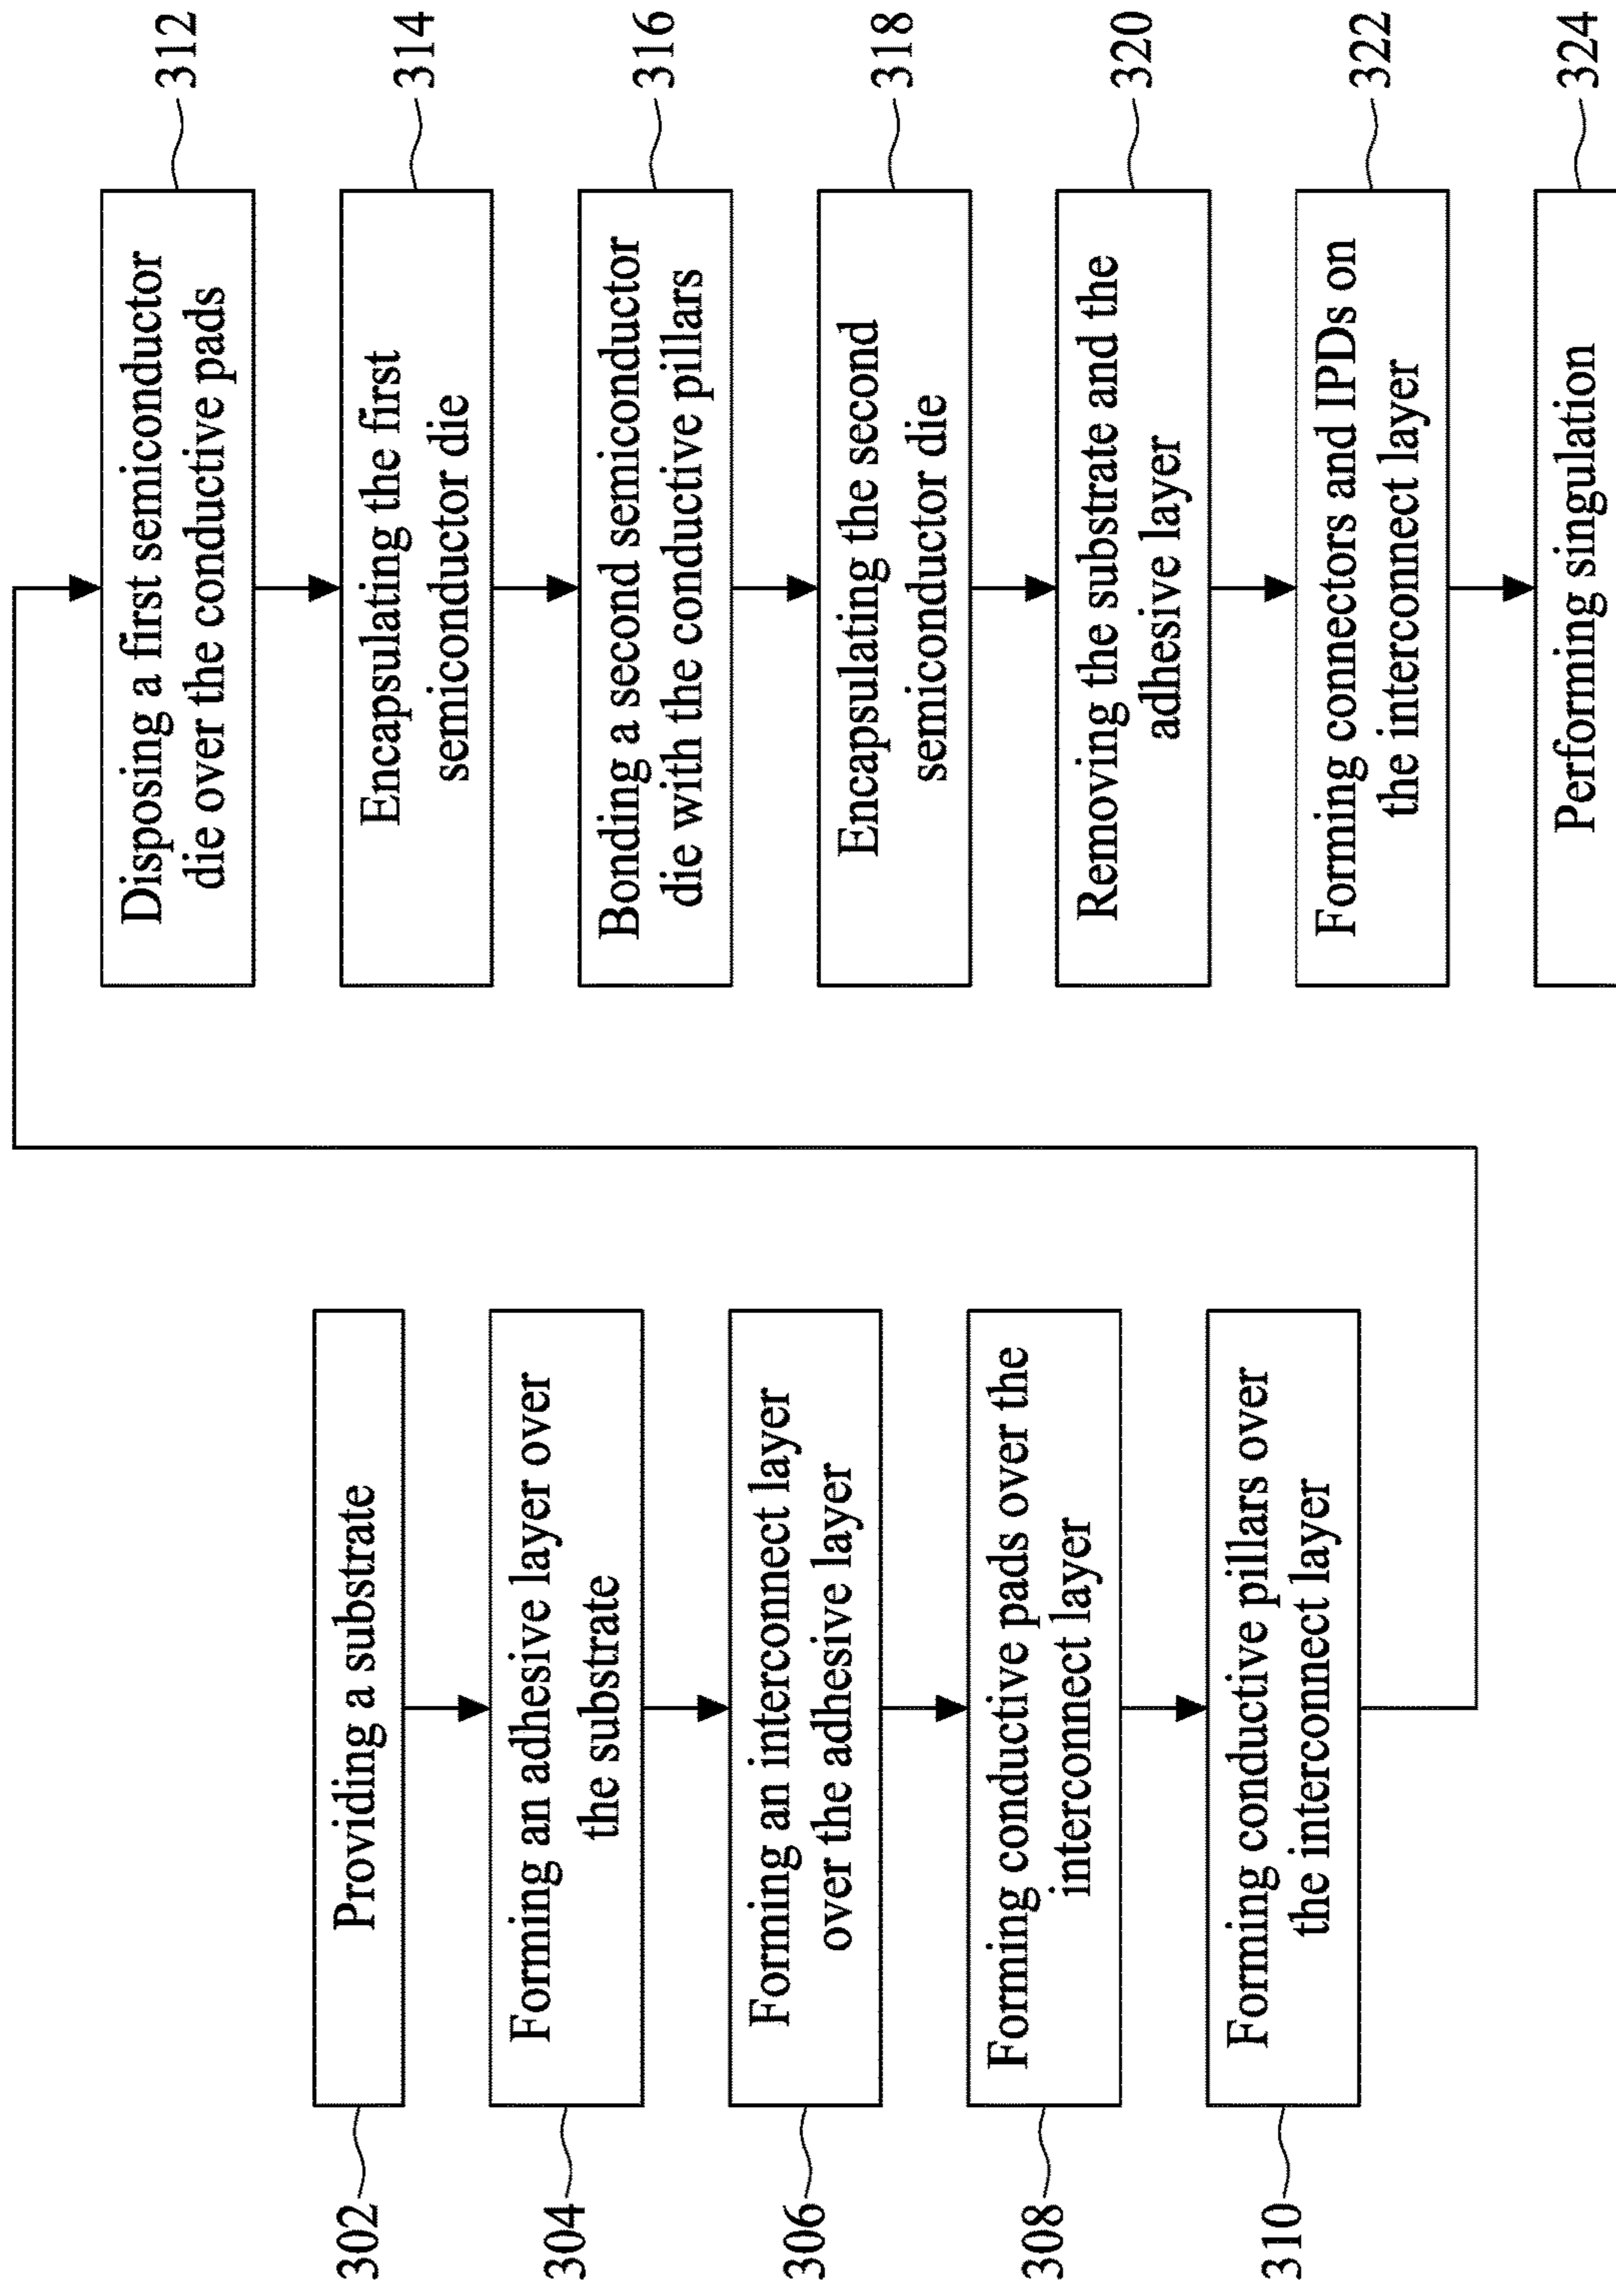 302
Providing a substrate
304
Forming an adhesive layer over
the substrate
306
Forming an interconnect layer
over the adhesive layer
308
Forming conductive pads over the
interconnect layer
310
Forming conductive pillars over
the interconnect layer
Disposing a first semiconductor
die over the conductive pads
312
Encapsulating the first
semiconductor die
314
Bonding a second semiconductor
die with the conductive pillars
316
Encapsulating the second
semiconductor die
318
Removing the substrate and the
adhesive layer
320
Forming connectors and IPDs on
the interconnect layer
322
Performing singulation
324